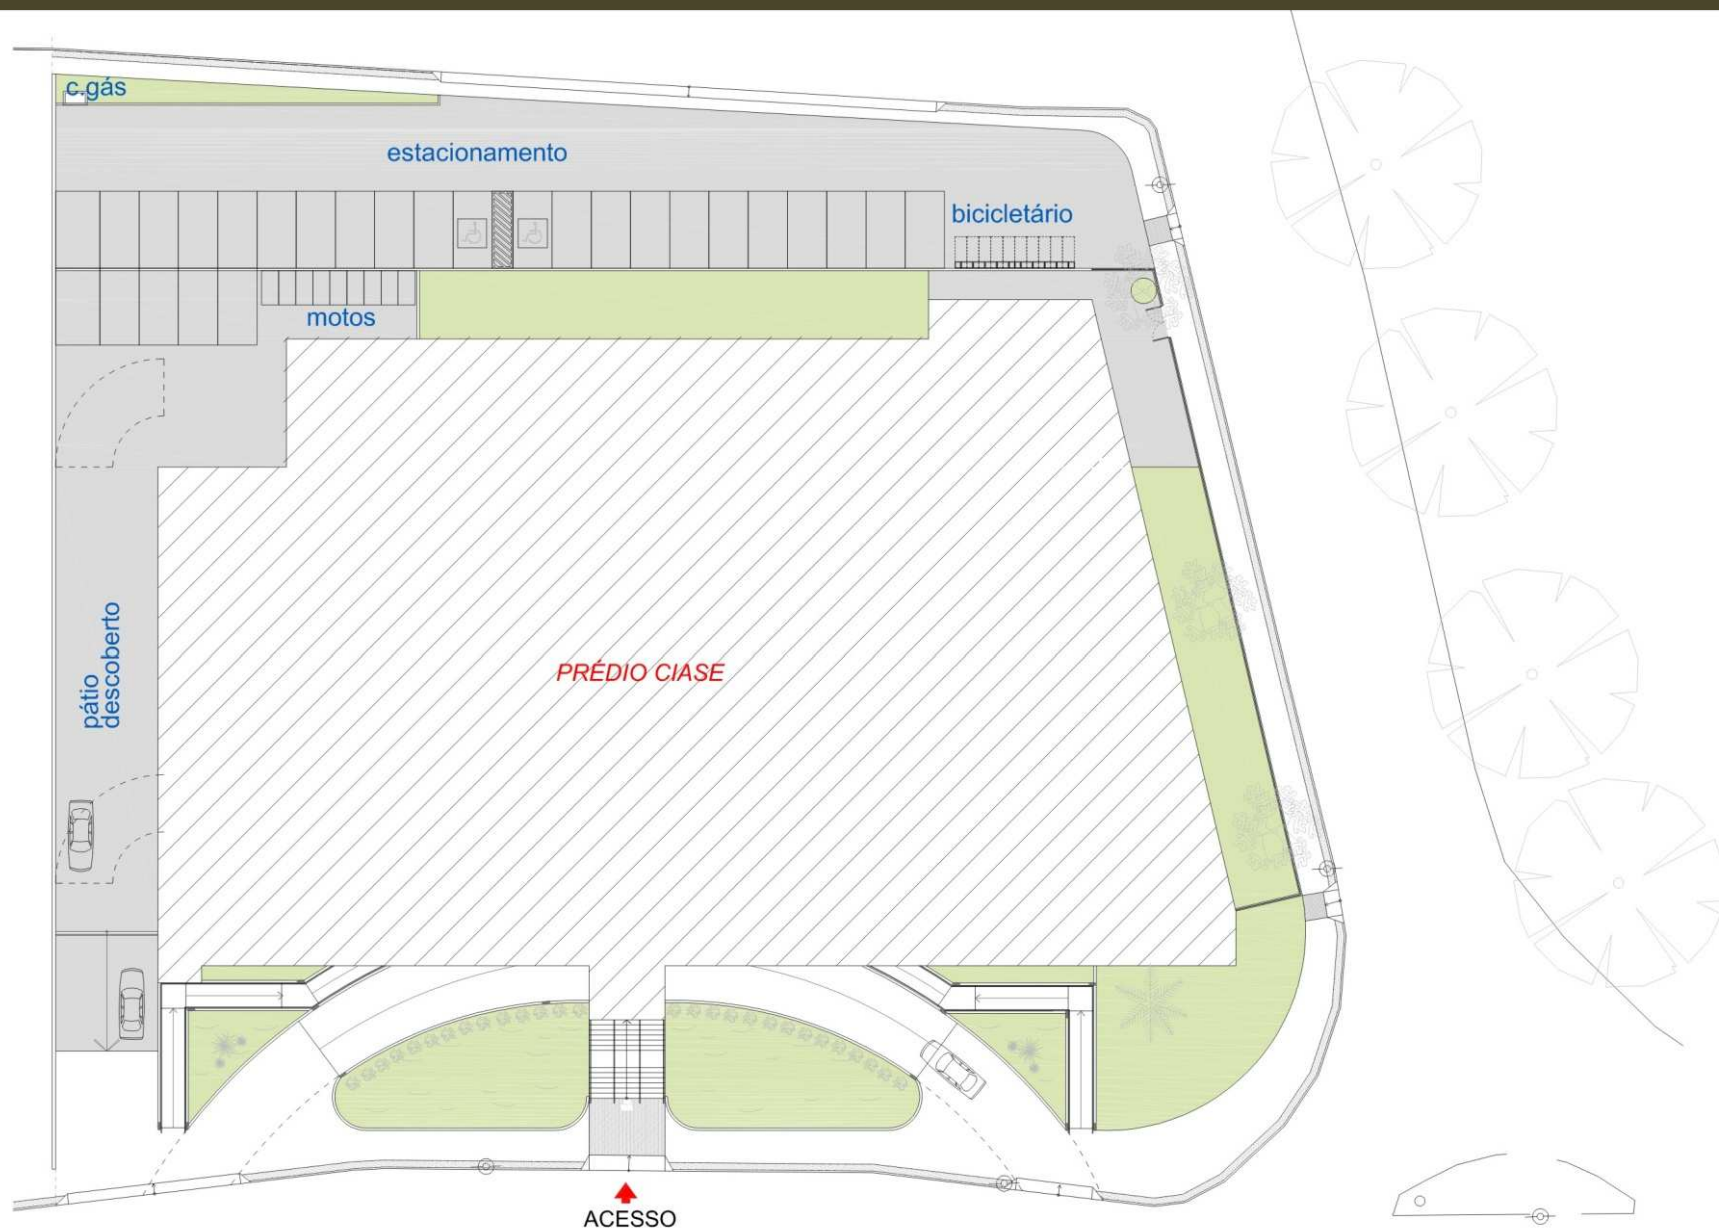 c.gás
estacionamento
bicicletário
motos
pátio
descoberto
PRÉDIO CIASE
ACESSO